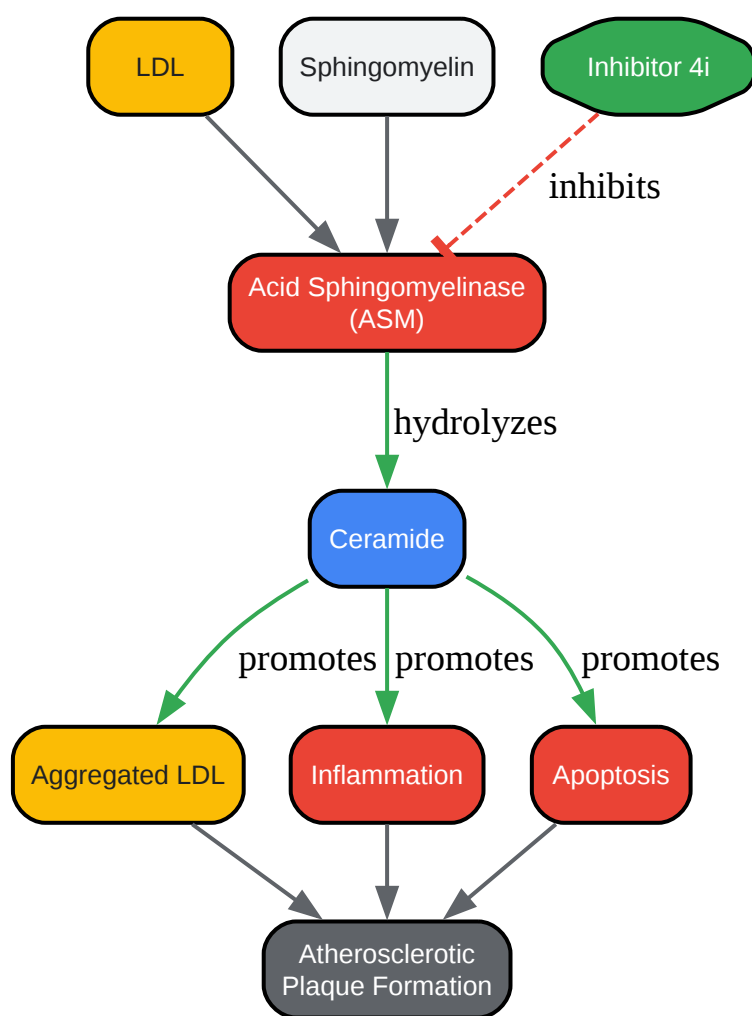 LDL
Sphingomyelin
Inhibitor 4i
inhibits
Acid Sphingomyelinase
(ASM)
hydrolyzes
Ceramide
promotes
promotes
promotes
Aggregated LDL
Inflammation
Apoptosis
Atherosclerotic
Plaque Formation